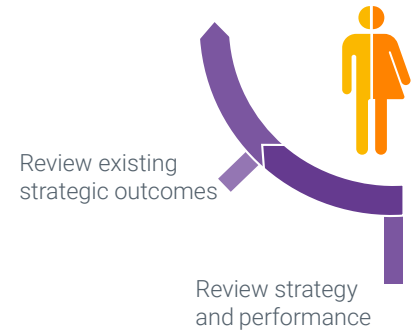 Review existing
strategic outcomes
Review strategy
and performance